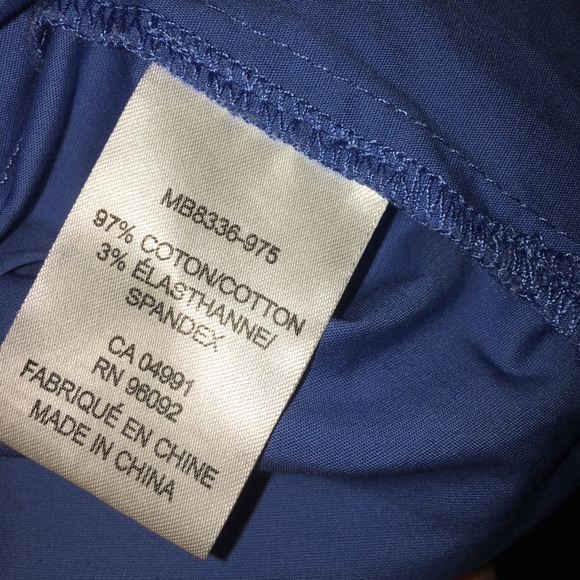 MB8336-975
97% COTON/COTTON
3% ÉLASTHANNE/
SPANDEX
CA 04991
RN 96092
FABRIQUÉ EN CHINE
MADE IN CHINA